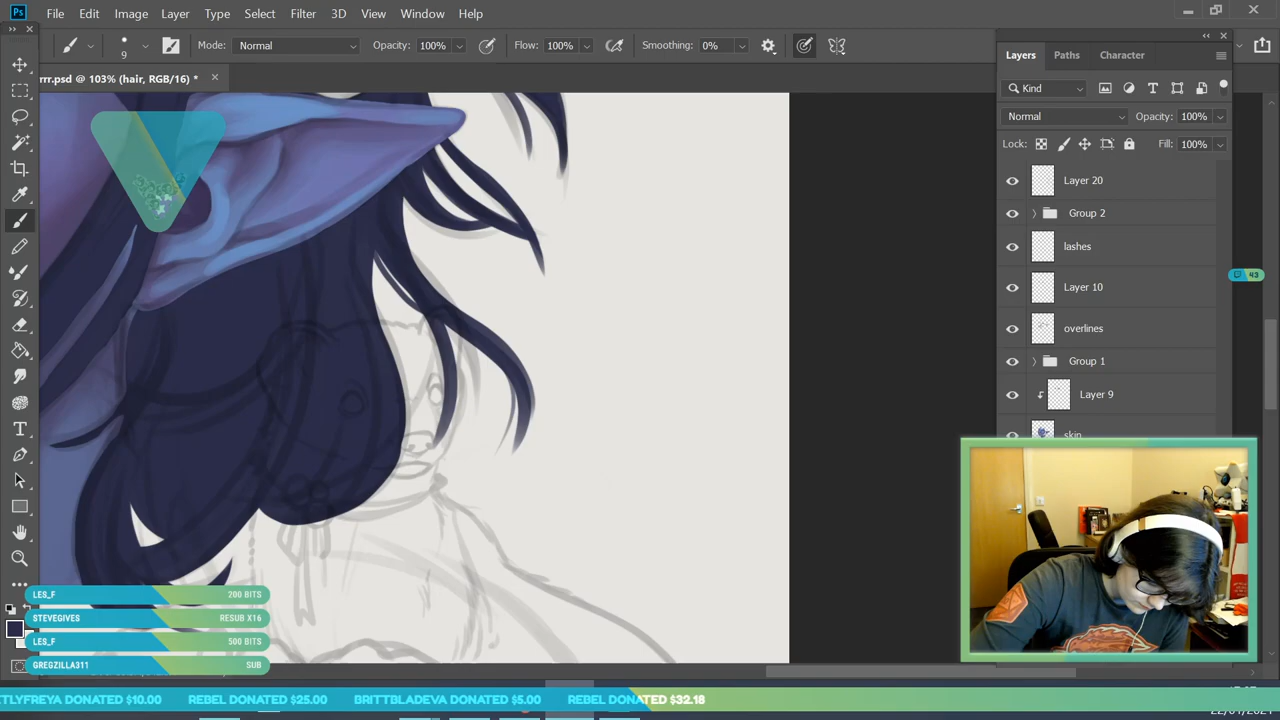 Ps File Edit Image Layer Type Select Filter 3D View Window Help
9 Mode: Normal Opacity: 100% Flow: 100% Smoothing: 0%
rrr.psd @ 103% (hair, RGB/16) *
Layers Paths Character
Kind
Normal Opacity: 100%
Lock: Fill: 100%
Layer 20
Group 2
lashes
Layer 10
overlines
Group 1
Layer 9
skin
43
LES_F 200 BITS
STEVEGIVES RESUB X16
LES_F 500 BITS
GREGZILLA311 SUB
TLYFREYA DONATED $10.00 REBEL DONATED $25.00 BRITTBLADEVA DONATED $5.00 REBEL DONATED $32.18